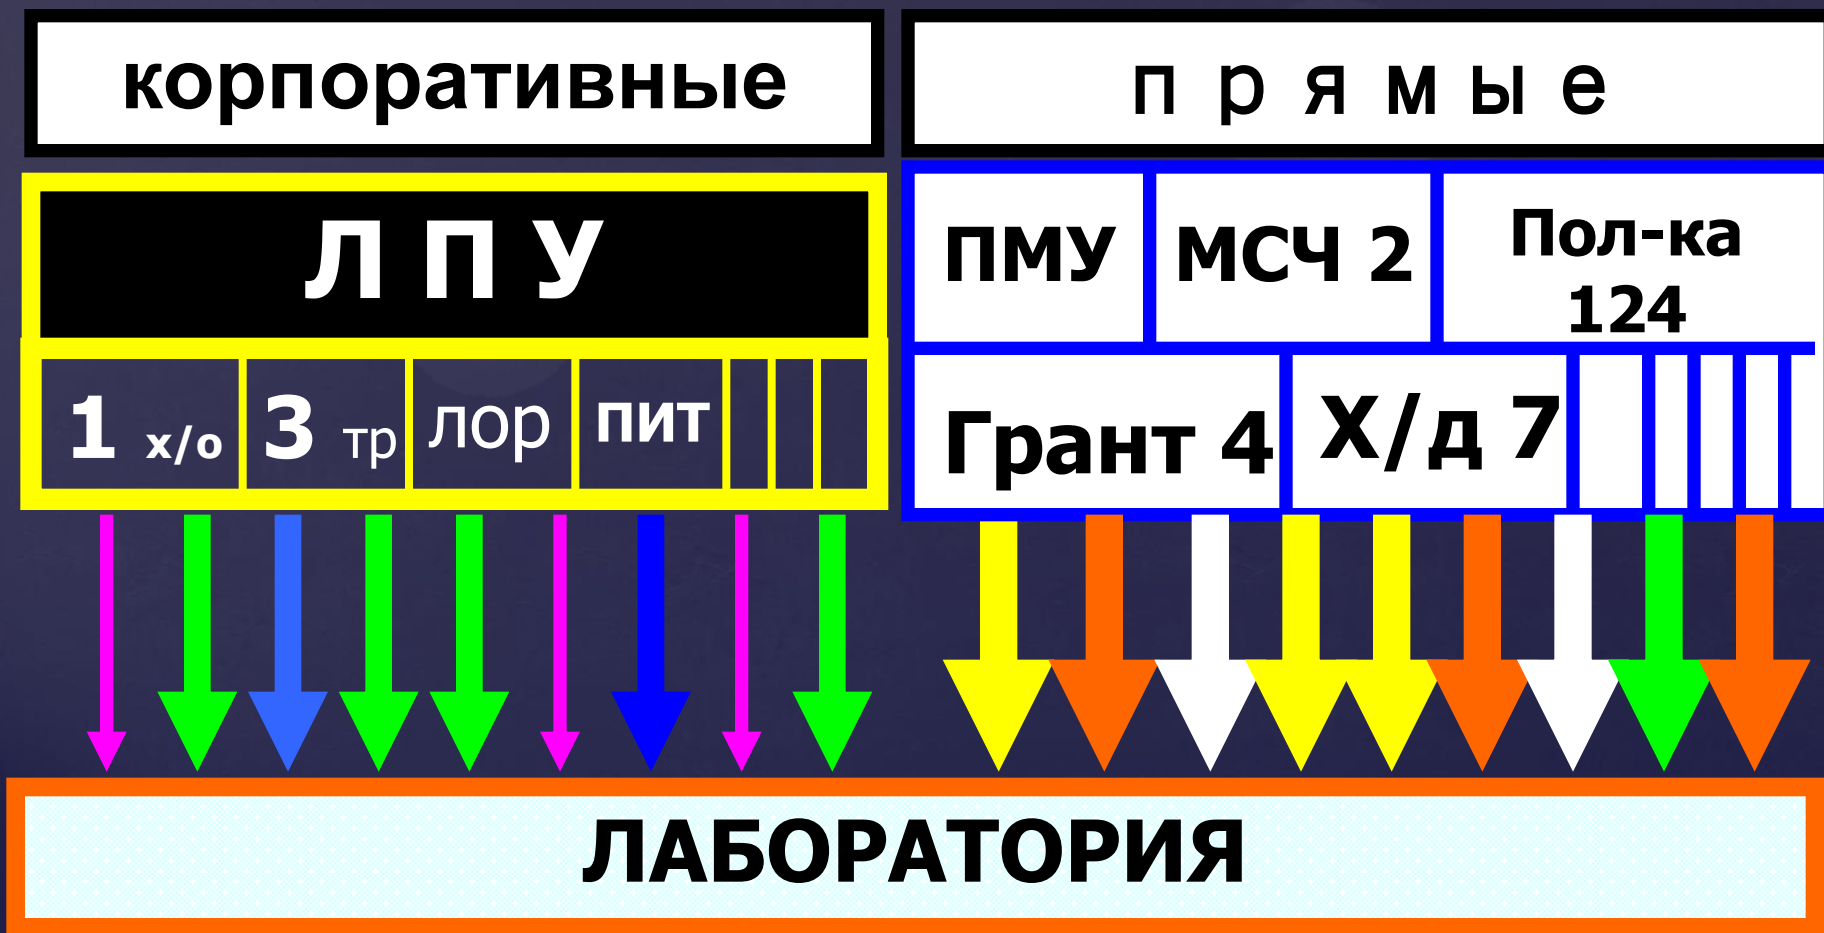 корпоративные
п р я м ы е
Л П У
ПМУ
МСЧ 2
Пол-ка
124
1 х/о
3 тр
лор
пит
Грант 4
Х/д 7
ЛАБОРАТОРИЯ